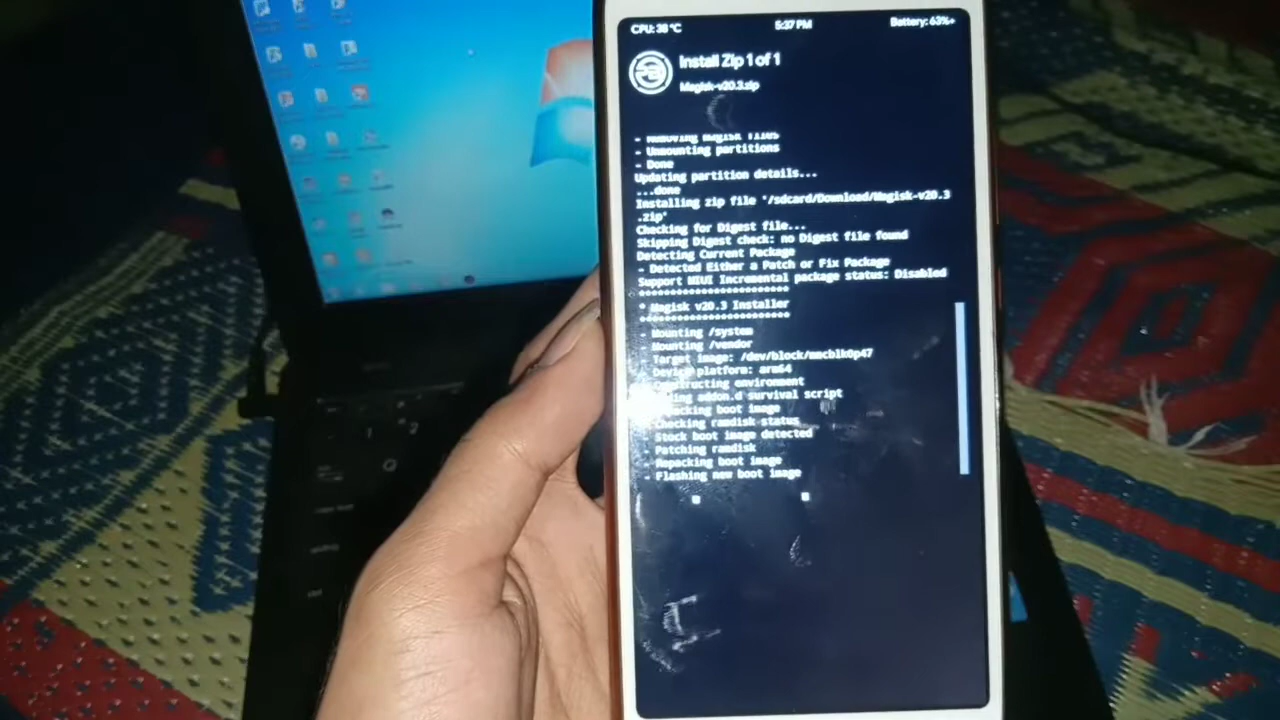 CPU: 38 °C
5:37 PM
Battery: 63%+
Install Zip 1 of 1
Magisk-v20.3.zip
- Removing Magisk files
- Unmounting partitions
- Done
Updating partition details...
...done
Installing zip file '/sdcard/Download/Magisk-v20.3
.zip'
Checking for Digest file...
Skipping Digest check: no Digest file found
Detecting Current Package
- Detected Either a Patch or Fix Package
Support MIUI Incremental package status: Disabled
************************
* Magisk v20.3 Installer
************************
- Mounting /system
- Mounting /vendor
- Target image: /dev/block/mmcblk0p47
- Device platform: arm64
- Constructing environment
addon.d survival script
boot image
- Checking ramdisk status
- Stock boot image detected
- Patching ramdisk
- Repacking boot image
- Flashing new boot image